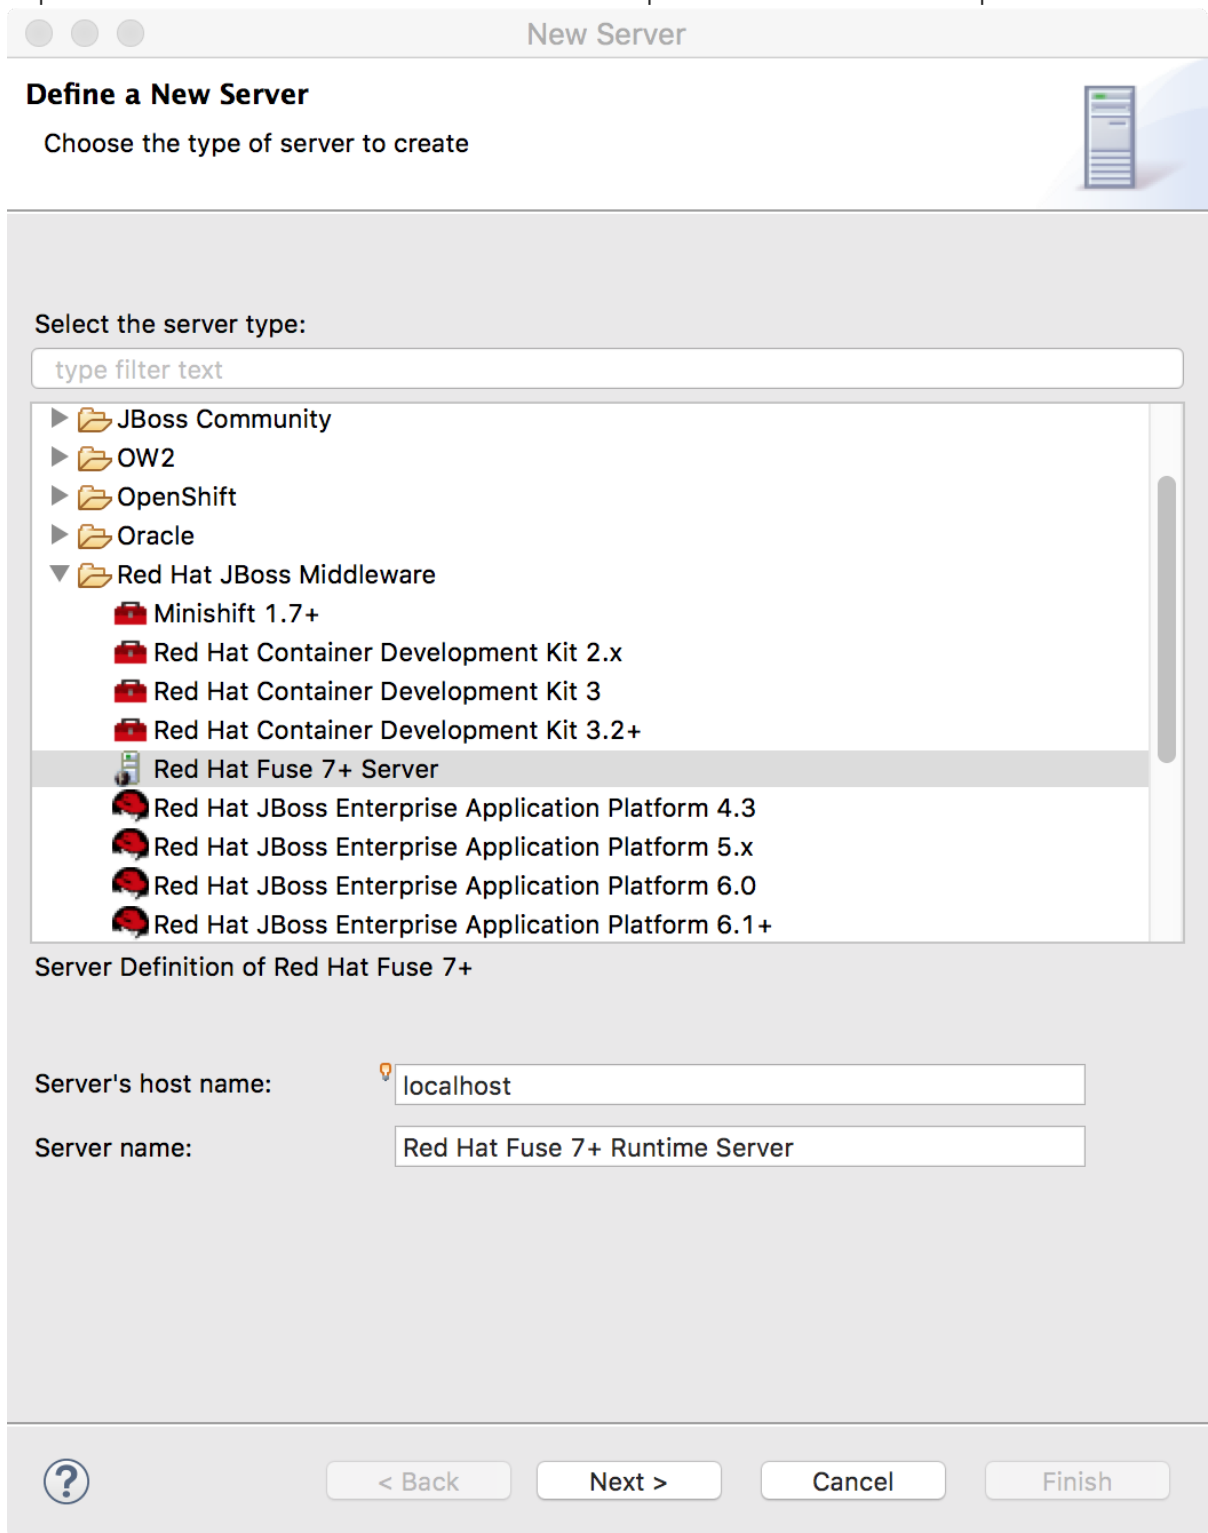 New Server
Define a New Server
Choose the type of server to create
Select the server type:
type filter text
JBoss Community
OW2
OpenShift
Oracle
Red Hat JBoss Middleware
Minishift 1.7+
Red Hat Container Development Kit 2.x
Red Hat Container Development Kit 3
Red Hat Container Development Kit 3.2+
Red Hat Fuse 7+ Server
Red Hat JBoss Enterprise Application Platform 4.3
Red Hat JBoss Enterprise Application Platform 5.x
Red Hat JBoss Enterprise Application Platform 6.0
Red Hat JBoss Enterprise Application Platform 6.1+
Server Definition of Red Hat Fuse 7+
Server's host name: localhost
Server name: Red Hat Fuse 7+ Runtime Server
? < Back Next > Cancel Finish